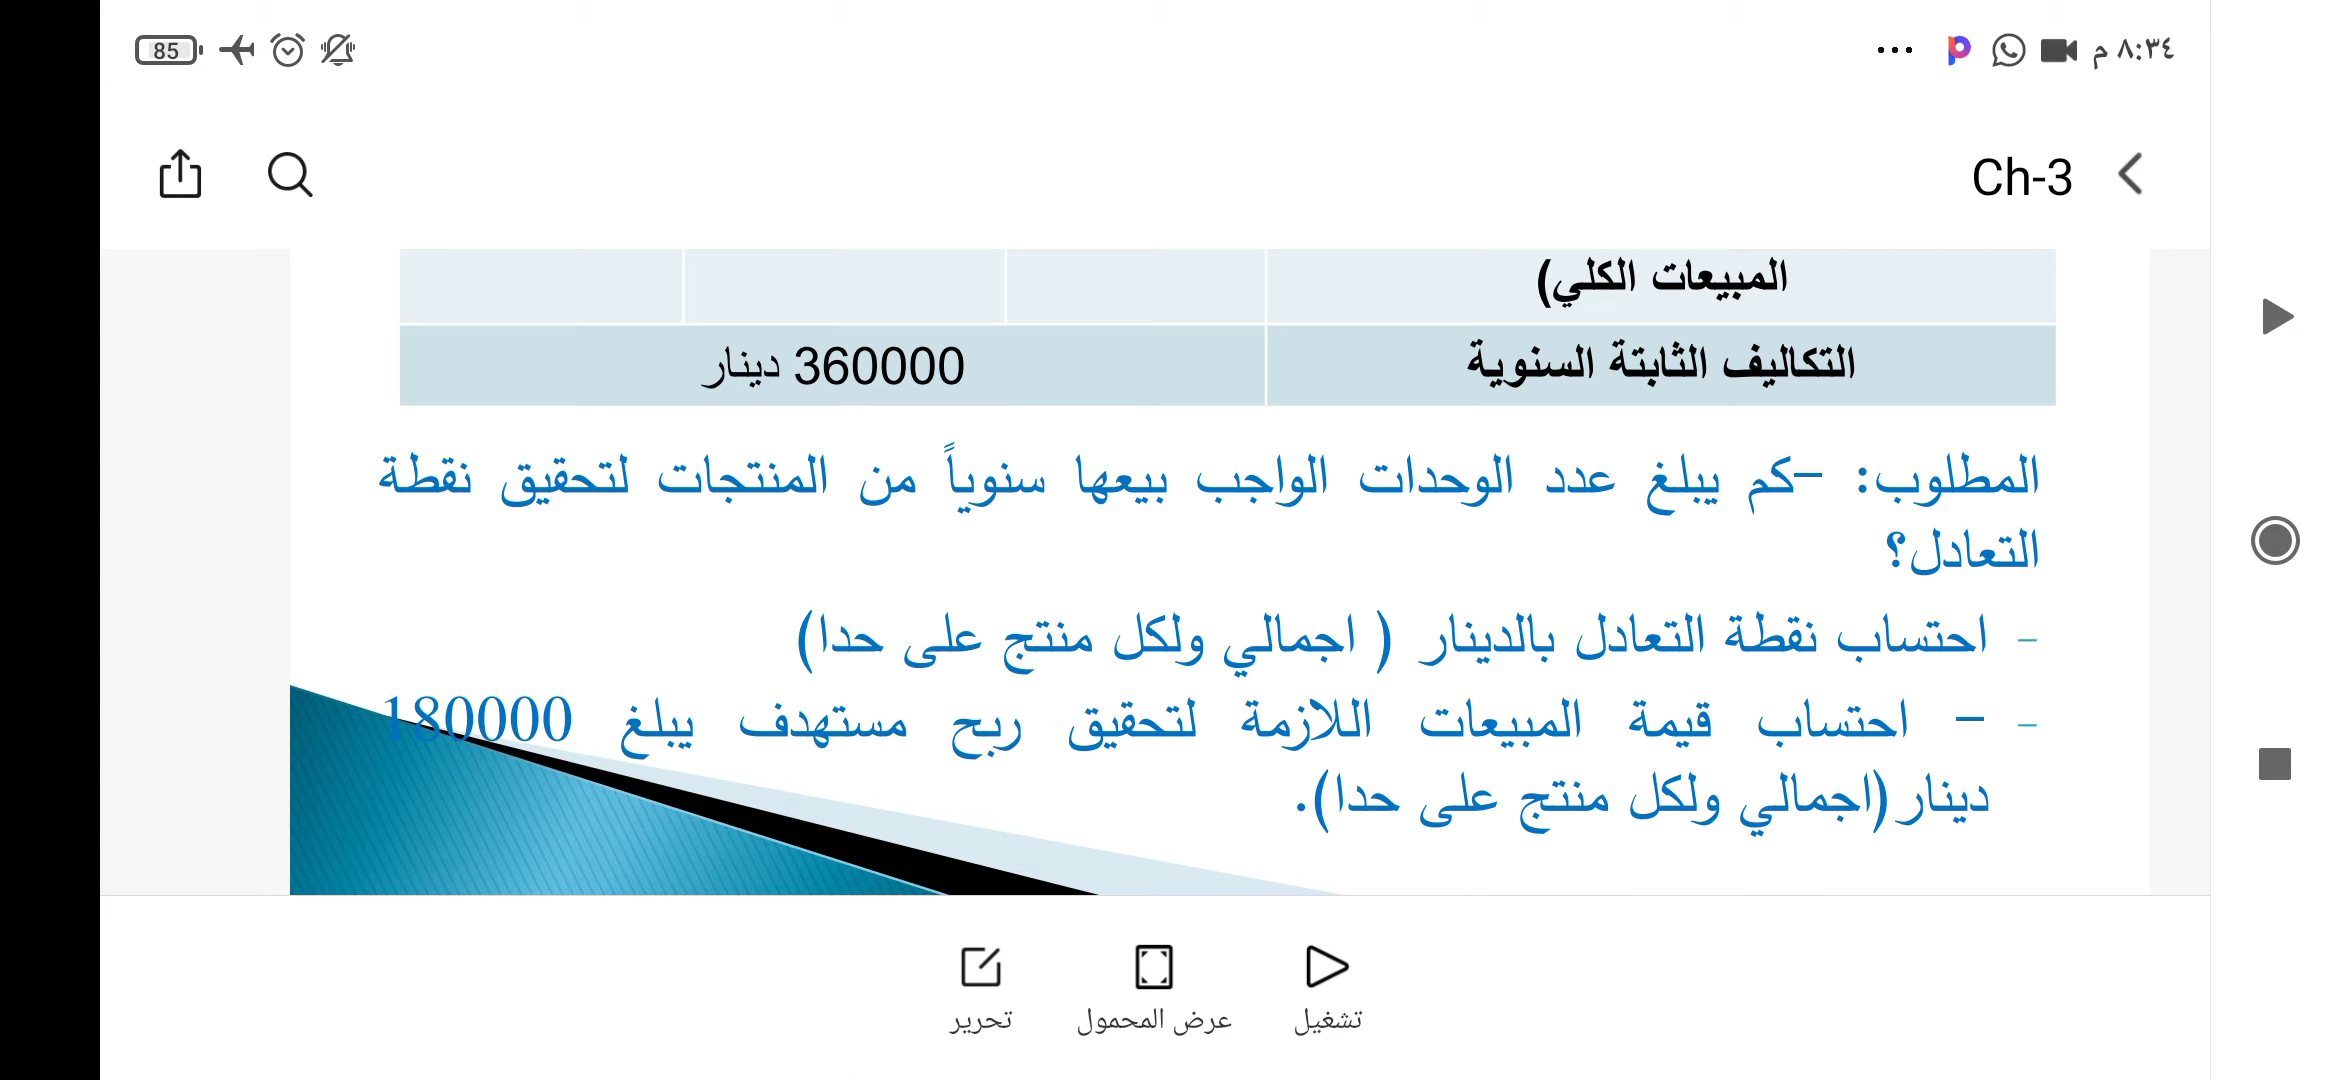 ٨:٣٤ م ...
85
Ch-3
المبيعات الكلي)
التكاليف الثابتة السنوية 360000 دينار
المطلوب: –كم يبلغ عدد الوحدات الواجب بيعها سنوياً من المنتجات لتحقيق نقطة
التعادل؟
– احتساب نقطة التعادل بالدينار ( اجمالي ولكل منتج على حدا)
– – احتساب قيمة المبيعات اللازمة لتحقيق ربح مستهدف يبلغ 180000
دينار(اجمالي ولكل منتج على حدا).
تشغيل عرض المحمول تحرير